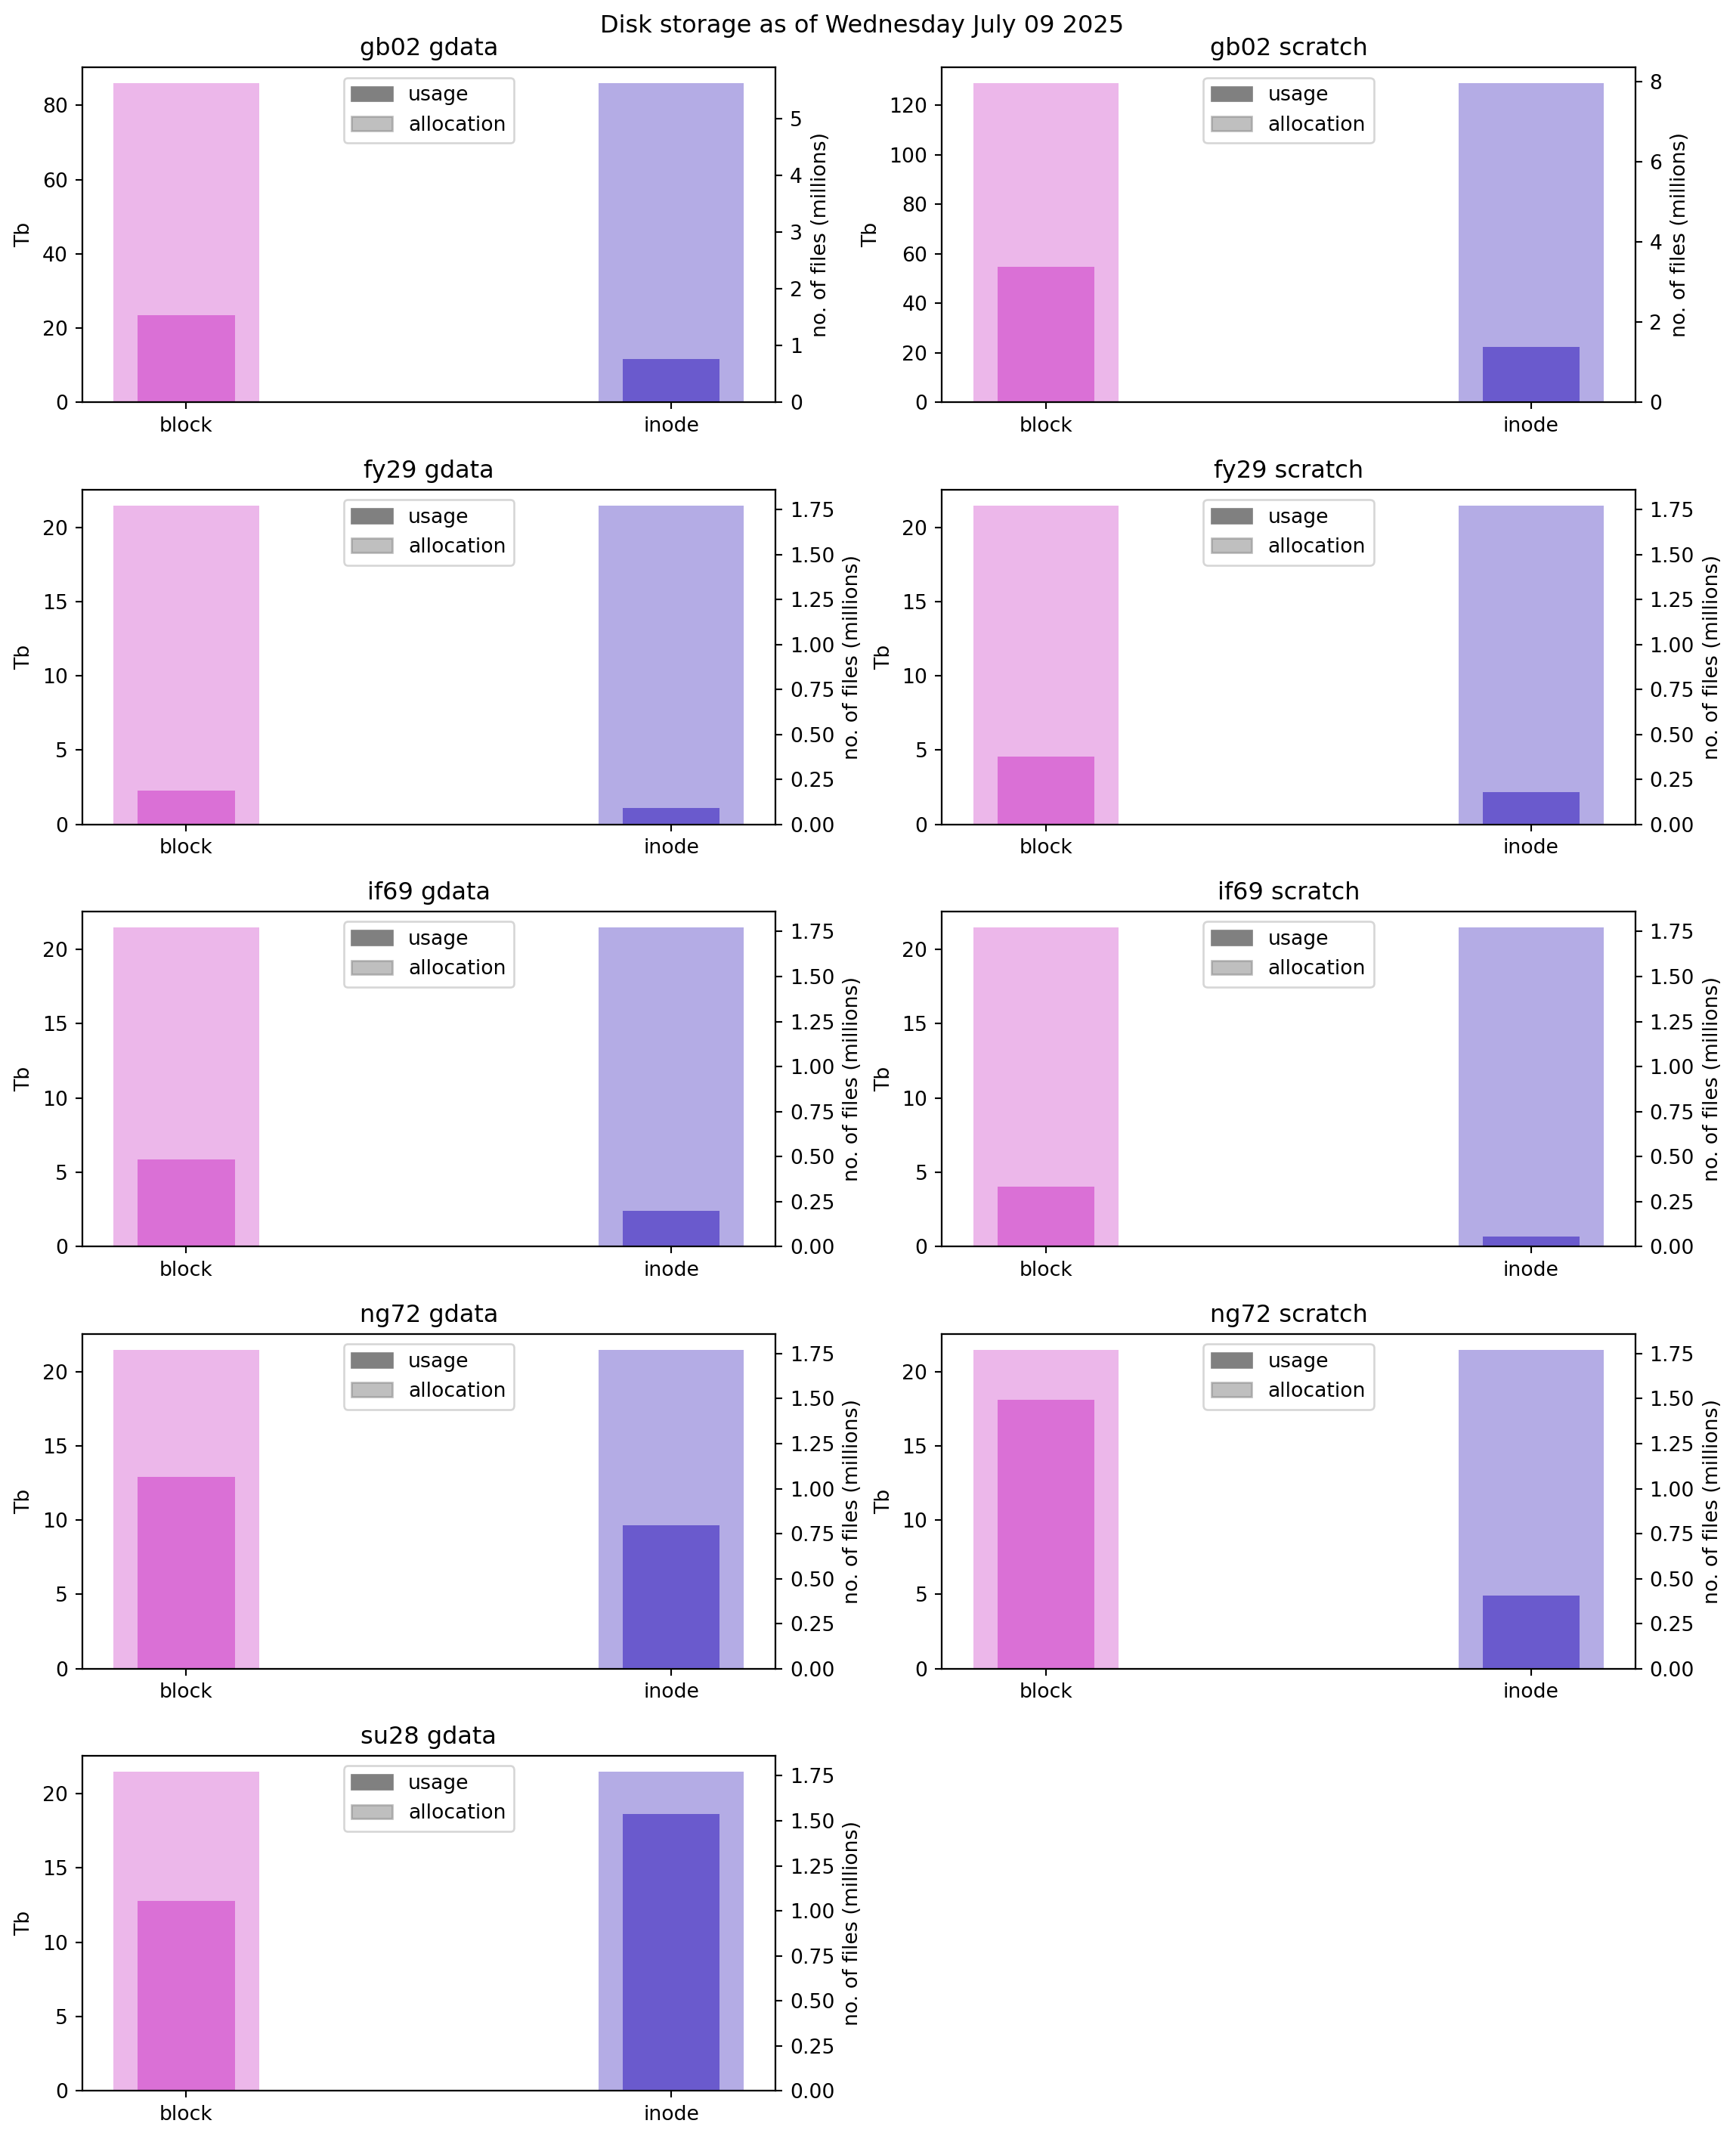 Disk storage as of Wednesday July 09 2025
gb02 gdata
usage
allocation
Tb
80
60
40
20
0
5
4
3
2
1
0
no. of files (millions)
block
inode
gb02 scratch
usage
allocation
Tb
120
100
80
60
40
20
0
8
6
4
2
0
no. of files (millions)
block
inode
fy29 gdata
usage
allocation
Tb
20
15
10
5
0
1.75
1.50
1.25
1.00
0.75
0.50
0.25
0.00
no. of files (millions)
block
inode
fy29 scratch
usage
allocation
Tb
20
15
10
5
0
1.75
1.50
1.25
1.00
0.75
0.50
0.25
0.00
no. of files (millions)
block
inode
if69 gdata
usage
allocation
Tb
20
15
10
5
0
1.75
1.50
1.25
1.00
0.75
0.50
0.25
0.00
no. of files (millions)
block
inode
if69 scratch
usage
allocation
Tb
20
15
10
5
0
1.75
1.50
1.25
1.00
0.75
0.50
0.25
0.00
no. of files (millions)
block
inode
ng72 gdata
usage
allocation
Tb
20
15
10
5
0
1.75
1.50
1.25
1.00
0.75
0.50
0.25
0.00
no. of files (millions)
block
inode
ng72 scratch
usage
allocation
Tb
20
15
10
5
0
1.75
1.50
1.25
1.00
0.75
0.50
0.25
0.00
no. of files (millions)
block
inode
su28 gdata
usage
allocation
Tb
20
15
10
5
0
1.75
1.50
1.25
1.00
0.75
0.50
0.25
0.00
no. of files (millions)
block
inode